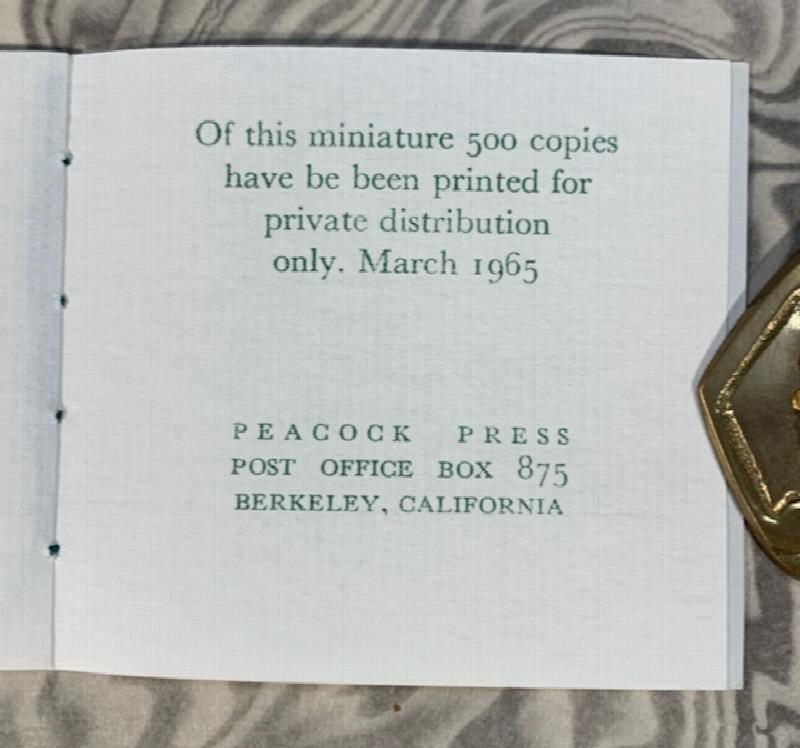 Of this miniature 500 copies
have be been printed for
private distribution
only. March 1965
PEACOCK PRESS
POST OFFICE BOX 875
BERKELEY, CALIFORNIA